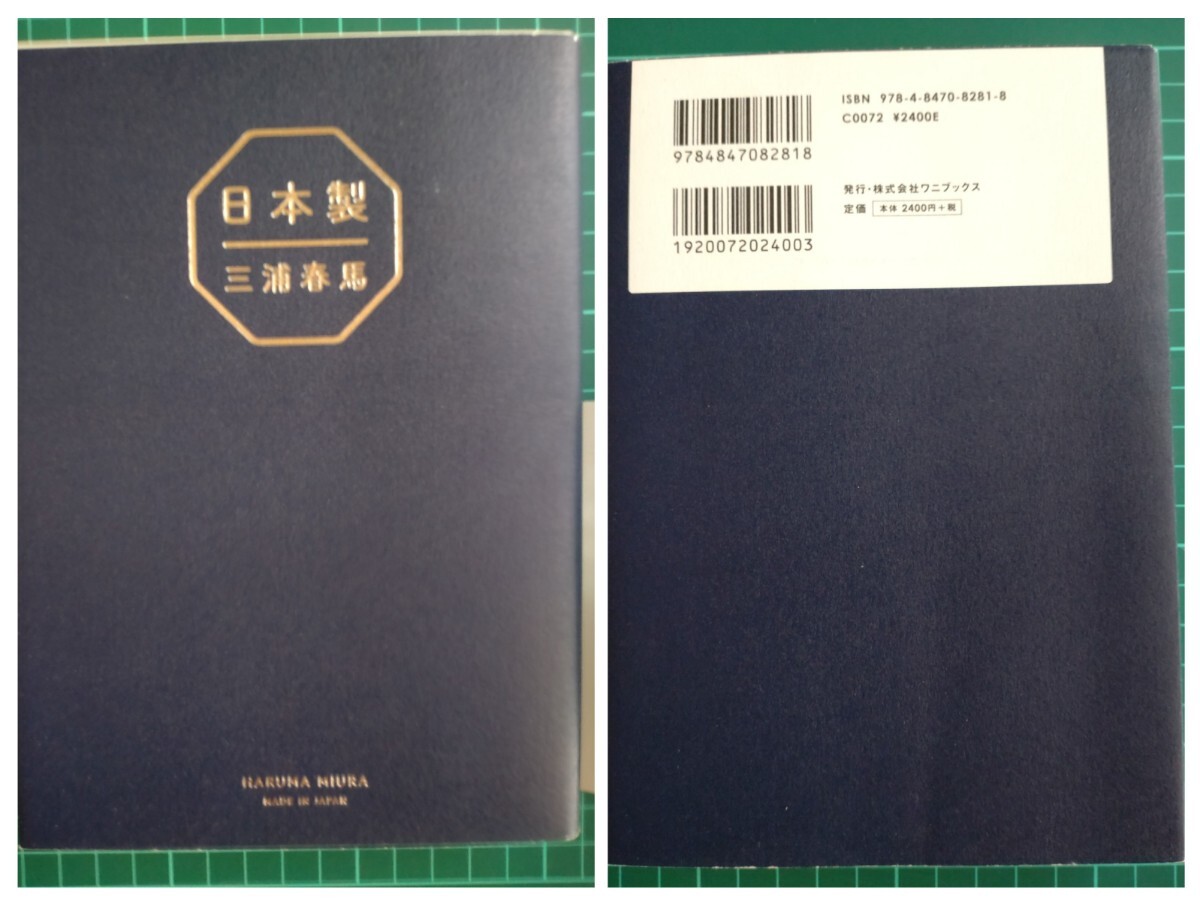 日本製
三浦春馬
HARUMA MIURA
MADE IN JAPAN
ISBN 978-4-8470-8281-8
C0072 ¥2400E
9784847082818
発行・株式会社ワニブックス
定価 本体 2400円+税
1920072024003